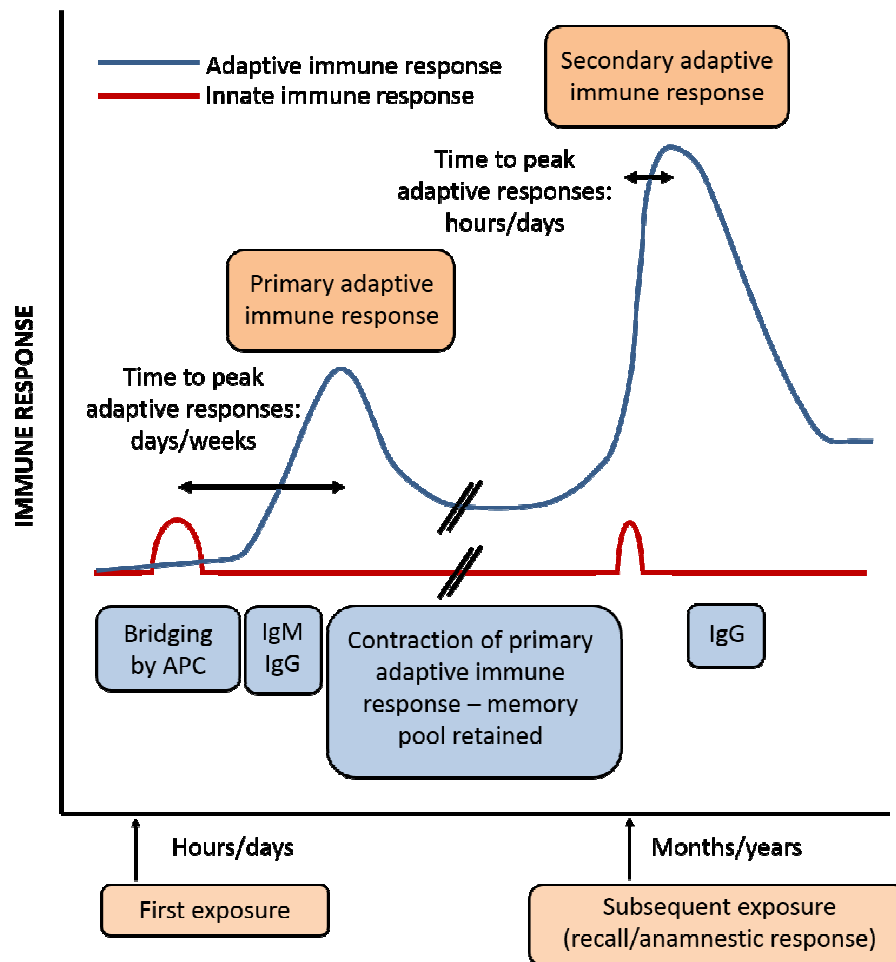 Adaptive immune response
Innate immune response
Secondary adaptive
immune response
Time to peak
adaptive responses:
hours/days
Primary adaptive
immune response
Time to peak
adaptive responses:
days/weeks
IMMUNE RESPONSE
Bridging
by APC
IgM
IgG
Contraction of primary
adaptive immune
response – memory
pool retained
IgG
Hours/days
Months/years
First exposure
Subsequent exposure
(recall/anamnestic response)